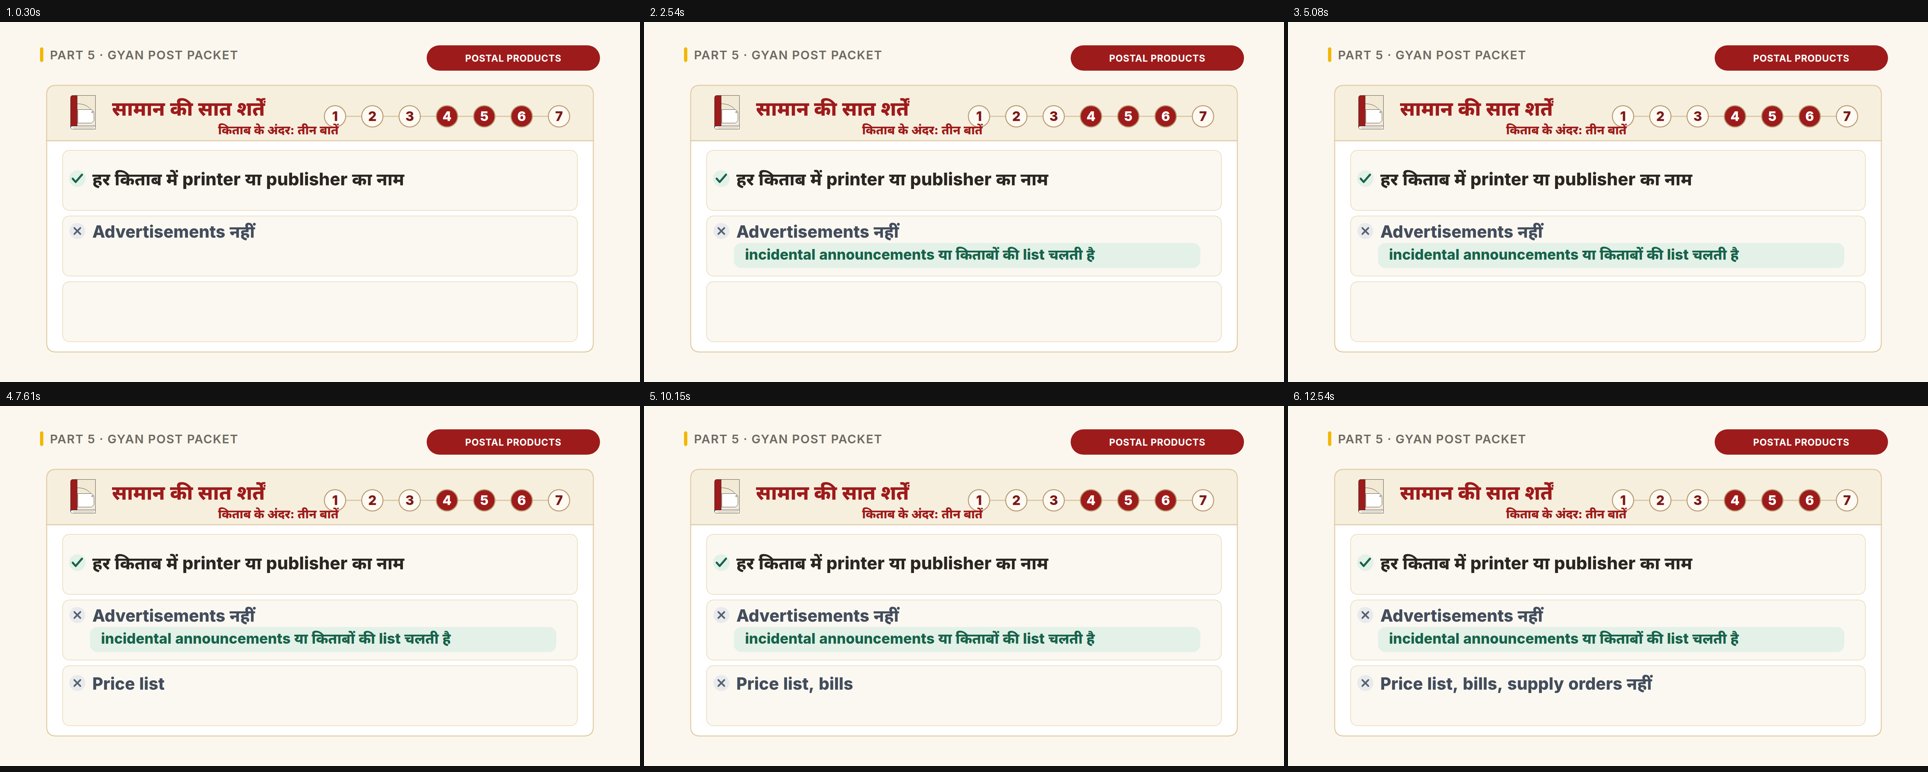 1. 0.30s
PART 5 · GYAN POST PACKET
POSTAL PRODUCTS
सामान की सात शर्तें
1 2 3 4 5 6 7
किताब के अंदर: तीन बातें
हर किताब में printer या publisher का नाम
Advertisements नहीं
2. 2.54s
PART 5 · GYAN POST PACKET
POSTAL PRODUCTS
सामान की सात शर्तें
1 2 3 4 5 6 7
किताब के अंदर: तीन बातें
हर किताब में printer या publisher का नाम
Advertisements नहीं
incidental announcements या किताबों की list चलती है
3. 5.08s
PART 5 · GYAN POST PACKET
POSTAL PRODUCTS
सामान की सात शर्तें
1 2 3 4 5 6 7
किताब के अंदर: तीन बातें
हर किताब में printer या publisher का नाम
Advertisements नहीं
incidental announcements या किताबों की list चलती है
4. 7.61s
PART 5 · GYAN POST PACKET
POSTAL PRODUCTS
सामान की सात शर्तें
1 2 3 4 5 6 7
किताब के अंदर: तीन बातें
हर किताब में printer या publisher का नाम
Advertisements नहीं
incidental announcements या किताबों की list चलती है
Price list
5. 10.15s
PART 5 · GYAN POST PACKET
POSTAL PRODUCTS
सामान की सात शर्तें
1 2 3 4 5 6 7
किताब के अंदर: तीन बातें
हर किताब में printer या publisher का नाम
Advertisements नहीं
incidental announcements या किताबों की list चलती है
Price list, bills
6. 12.54s
PART 5 · GYAN POST PACKET
POSTAL PRODUCTS
सामान की सात शर्तें
1 2 3 4 5 6 7
किताब के अंदर: तीन बातें
हर किताब में printer या publisher का नाम
Advertisements नहीं
incidental announcements या किताबों की list चलती है
Price list, bills, supply orders नहीं